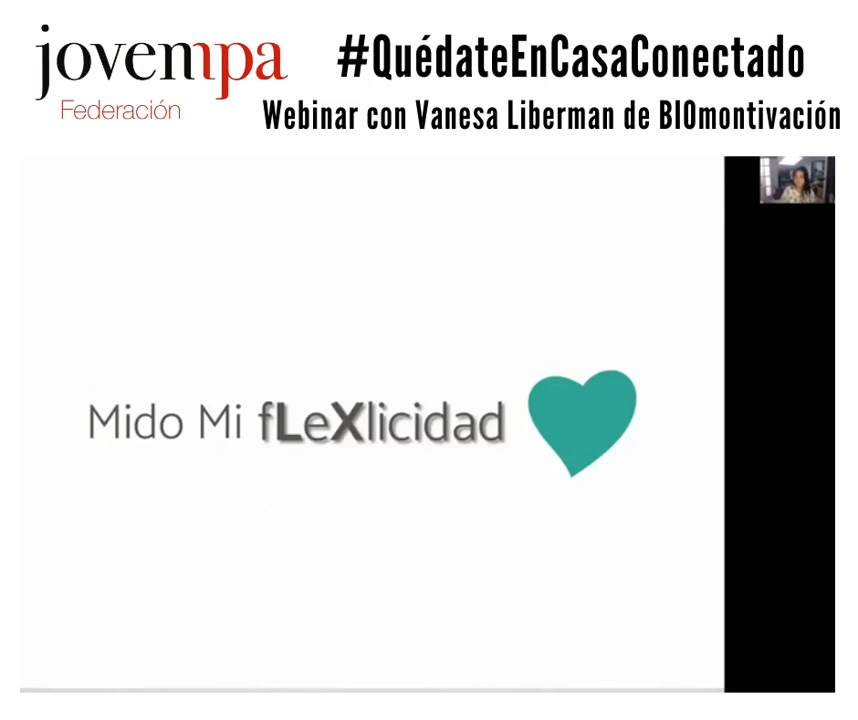 jovempa
Federación
#QuédateEnCasaConectado
Webinar con Vanesa Liberman de BIOmontivación
Mido Mi fLeXlicidad